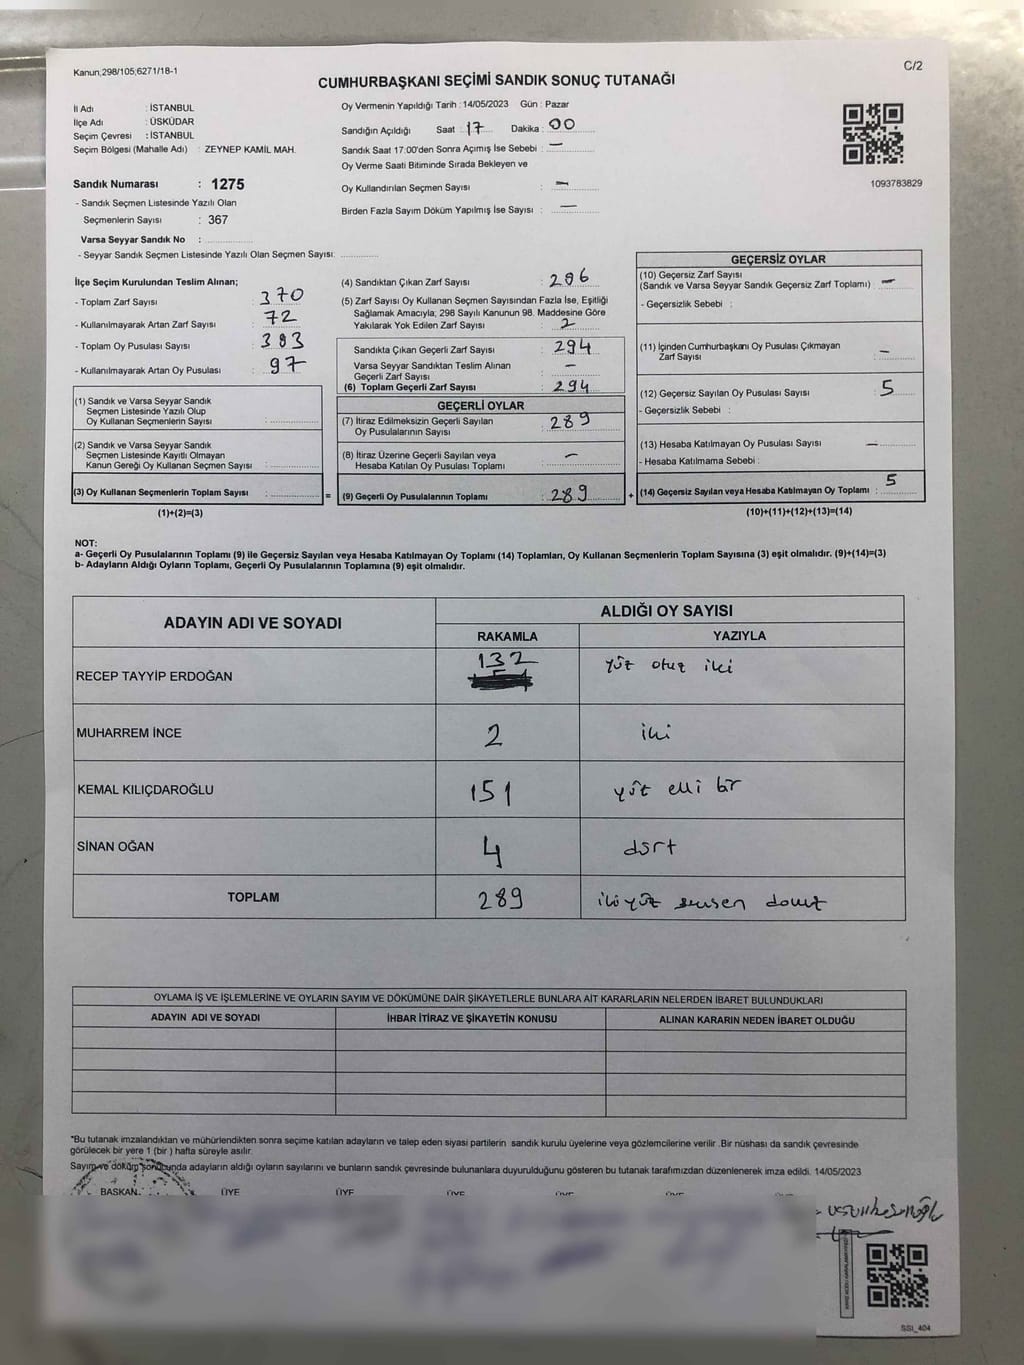 Kanun;298/105;6271/18-1
C/2
CUMHURBAŞKANI SEÇİMİ SANDIK SONUÇ TUTANAĞI
İl Adı : İSTANBUL
İlçe Adı : ÜSKÜDAR
Seçim Çevresi : İSTANBUL
Seçim Bölgesi (Mahalle Adı) : ZEYNEP KAMİL MAH.
Sandık Numarası : 1275
- Sandık Seçmen Listesinde Yazılı Olan
Seçmenlerin Sayısı : 367
Varsa Seyyar Sandık No :
- Seyyar Sandık Seçmen Listesinde Yazılı Olan Seçmen Sayısı:
Oy Vermenin Yapıldığı Tarih : 14/05/2023 Gün : Pazar
Sandığın Açıldığı Saat : 17 Dakika : 00
Sandık Saat 17:00'den Sonra Açımış İse Sebebi : —
Oy Verme Saati Bitiminde Sırada Bekleyen ve
Oy Kullandırılan Seçmen Sayısı : —
Birden Fazla Sayım Döküm Yapılmış İse Sayısı : —
1093783829
İlçe Seçim Kurulundan Teslim Alınan;
- Toplam Zarf Sayısı : 370
- Kullanılmayarak Artan Zarf Sayısı : 72
- Toplam Oy Pusulası Sayısı : 383
- Kullanılmayarak Artan Oy Pusulası : 97
(1) Sandık ve Varsa Seyyar Sandık
Seçmen Listesinde Yazılı Olup
Oy Kullanan Seçmenlerin Sayısı :
(2) Sandık ve Varsa Seyyar Sandık
Seçmen Listesinde Kayıtlı Olmayan
Kanun Gereği Oy Kullanan Seçmen Sayısı :
(3) Oy Kullanan Seçmenlerin Toplam Sayısı : =
(1)+(2)=(3)
(4) Sandıktan Çıkan Zarf Sayısı : 296
(5) Zarf Sayısı Oy Kullanan Seçmen Sayısından Fazla İse, Eşitliği
Sağlamak Amacıyla; 298 Sayılı Kanunun 98. Maddesine Göre
Yakılarak Yok Edilen Zarf Sayısı : 2
Sandıkta Çıkan Geçerli Zarf Sayısı : 294
Varsa Seyyar Sandıktan Teslim Alınan
Geçerli Zarf Sayısı : —
(6) Toplam Geçerli Zarf Sayısı : 294
GEÇERLİ OYLAR
(7) İtiraz Edilmeksizin Geçerli Sayılan
Oy Pusulalarının Sayısı : 289
(8) İtiraz Üzerine Geçerli Sayılan veya
Hesaba Katılan Oy Pusulası Toplamı : —
(9) Geçerli Oy Pusulalarının Toplamı : 289 +
GEÇERSİZ OYLAR
(10) Geçersiz Zarf Sayısı
(Sandık ve Varsa Seyyar Sandık Geçersiz Zarf Toplamı) : —
- Geçersizlik Sebebi :
(11) İçinden Cumhurbaşkanı Oy Pusulası Çıkmayan
Zarf Sayısı : —
(12) Geçersiz Sayılan Oy Pusulası Sayısı : 5
- Geçersizlik Sebebi :
(13) Hesaba Katılmayan Oy Pusulası Sayısı : —
- Hesaba Katılmama Sebebi :
(14) Geçersiz Sayılan veya Hesaba Katılmayan Oy Toplamı : 5
(10)+(11)+(12)+(13)=(14)
NOT:
a- Geçerli Oy Pusulalarının Toplamı (9) ile Geçersiz Sayılan veya Hesaba Katılmayan Oy Toplamı (14) Toplamları, Oy Kullanan Seçmenlerin Toplam Sayısına (3) eşit olmalıdır. (9)+(14)=(3)
b- Adayların Aldığı Oyların Toplamı, Geçerli Oy Pusulalarının Toplamına (9) eşit olmalıdır.
ADAYIN ADI VE SOYADI ALDIĞI OY SAYISI
RAKAMLA YAZIYLA
RECEP TAYYİP ERDOĞAN 132 yüz otuz iki
MUHARREM İNCE 2 iki
KEMAL KILIÇDAROĞLU 151 yüz elli bir
SİNAN OĞAN 4 dört
TOPLAM 289 iki yüz seksen dokuz
OYLAMA İŞ VE İŞLEMLERİNE VE OYLARIN SAYIM VE DÖKÜMÜNE DAİR ŞİKAYETLERLE BUNLARA AİT KARARLARIN NELERDEN İBARET BULUNDUKLARI
ADAYIN ADI VE SOYADI İHBAR İTİRAZ VE ŞİKAYETİN KONUSU ALINAN KARARIN NEDEN İBARET OLDUĞU
*Bu tutanak imzalandıktan ve mühürlendikten sonra seçime katılan adayların ve talep eden siyasi partilerin sandık kurulu üyelerine veya gözlemcilerine verilir .Bir nüshası da sandık çevresinde
görülecek bir yere 1 (bir ) hafta süreyle asılır.
Sayım ve döküm sonucunda adayların aldığı oyların sayılarını ve bunların sandık çevresinde bulunanlara duyurulduğunu gösteren bu tutanak tarafımızdan düzenlenerek imza edildi. 14/05/2023
BAŞKAN ÜYE ÜYE ÜYE ÜYE ÜYE ÜYE
SSI_404